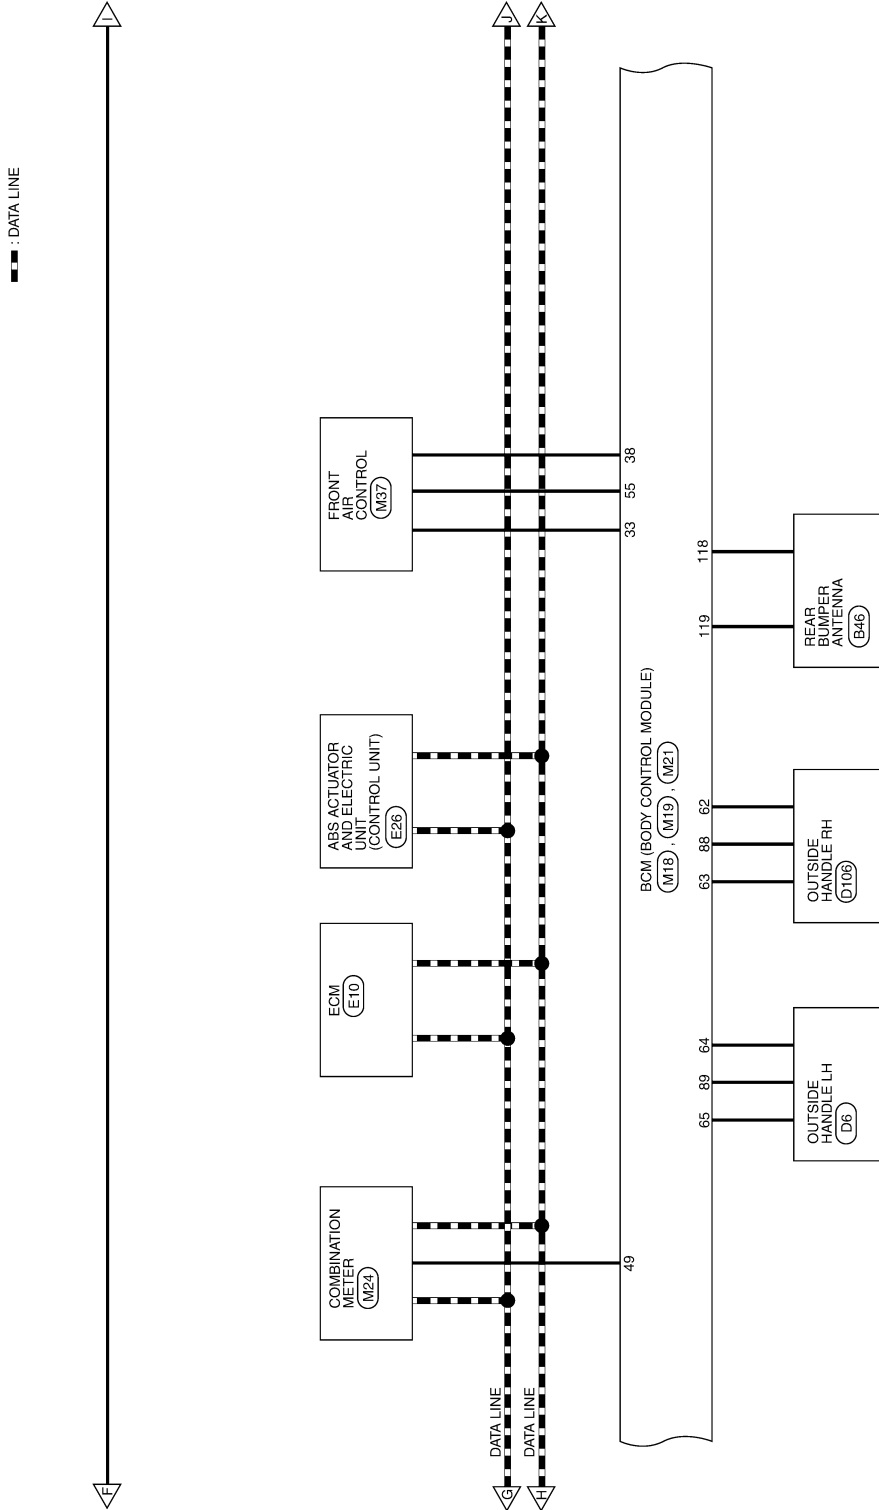 : DATA LINE
F
I
COMBINATION
METER
M24
ECM
E10
ABS ACTUATOR
AND ELECTRIC
UNIT
(CONTROL UNIT)
E26
FRONT
AIR
CONTROL
M37
G
DATA LINE
J
H
DATA LINE
K
49
33
55
38
BCM (BODY CONTROL MODULE)
M18 , M19 , M21
65
89
64
63
88
62
119
118
OUTSIDE
HANDLE LH
D6
OUTSIDE
HANDLE RH
D106
REAR
BUMPER
ANTENNA
B46